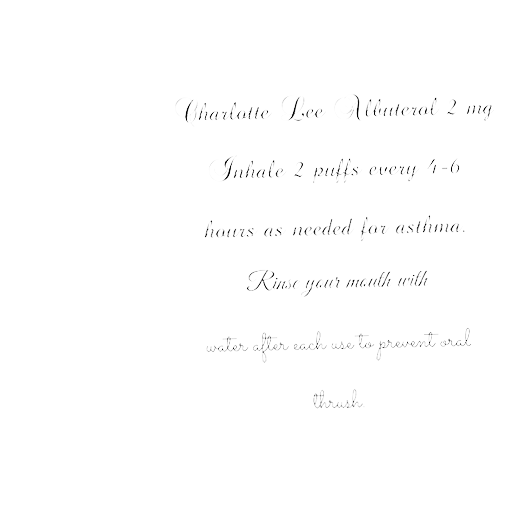 Charlotte Lee Albuterol 2 mg
Inhale 2 puffs every 4-6
hours as needed for asthma.
Rinse your mouth with
water after each use to prevent oral
thrush